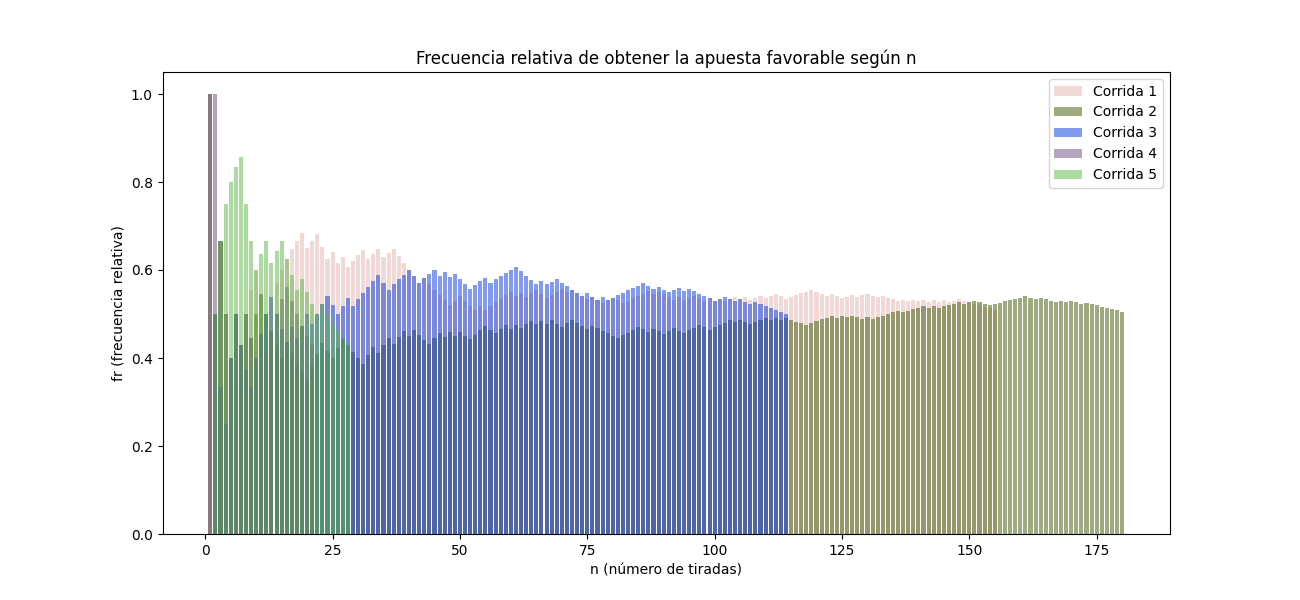 Frecuencia relativa de obtener la apuesta favorable según n
1.0
0.8
0.6
0.4
0.2
0.0
fr (frecuencia relativa)
0
25
50
75
100
125
150
175
n (número de tiradas)
Corrida 1
Corrida 2
Corrida 3
Corrida 4
Corrida 5